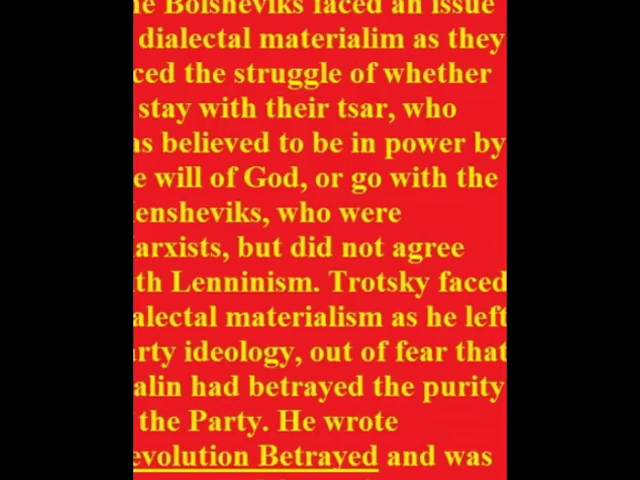 he Bolsheviks faced an issue
dialectal materialim as they
ced the struggle of whether
stay with their tsar, who
as believed to be in power by
e will of God, or go with the
ensheviks, who were
arxists, but did not agree
th Lenninism. Trotsky faced
alectal materialism as he left
arty ideology, out of fear that
alin had betrayed the purity
the Party. He wrote
evolution Betrayed and was